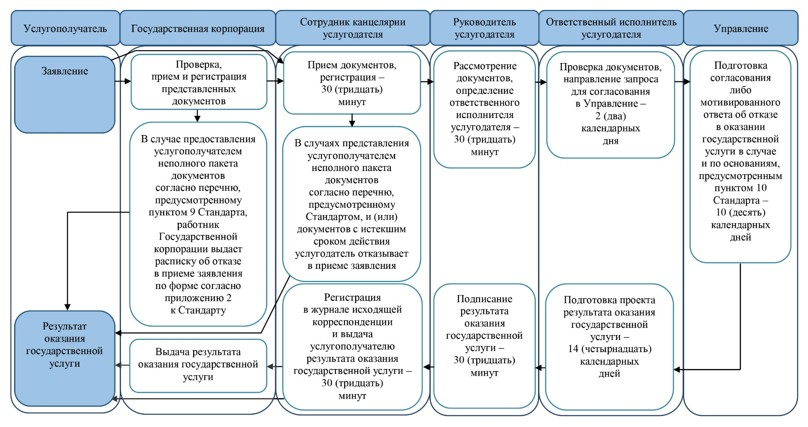 Услугополучатель
Государственная корпорация
Сотрудник канцелярии
услугодателя
Руководитель
услугодателя
Ответственный исполнитель
услугодателя
Управление
Заявление
Проверка,
прием и регистрация
представленных
документов
Прием документов,
регистрация –
30 (тридцать)
минут
Рассмотрение
документов,
определение
ответственного
исполнителя
услугодателя –
30 (тридцать)
минут
Проверка документов,
направление запроса
для согласования
в Управление –
2 (два)
календарных
дня
Подготовка
согласования
либо
мотивированного
ответа об отказе
в оказании
государственной
услуги в случае
и по основаниям,
предусмотренным
пунктом 10
Стандарта –
10 (десять)
календарных
дней
В случае предоставления
услугополучателем
неполного пакета
документов
согласно перечню,
предусмотренному
пунктом 9 Стандарта,
работник
Государственной
корпорации выдает
расписку об отказе
в приеме заявления
по форме согласно
приложению 2
к Стандарту
В случаях представления
услугополучателем
неполного пакета
документов
согласно перечню,
предусмотренному
Стандартом, и (или)
документов с истекшим
сроком действия
услугодатель отказывает
в приеме заявления
Результат
оказания
государственной
услуги
Выдача результата
оказания государственной
услуги
Регистрация
в журнале исходящей
корреспонденции
и выдача
услугополучателю
результата оказания
государственной услуги –
30 (тридцать)
минут
Подписание
результата
оказания
государственной
услуги –
30 (тридцать)
минут
Подготовка проекта
результата оказания
государственной
услуги –
14 (четырнадцать)
календарных
дней